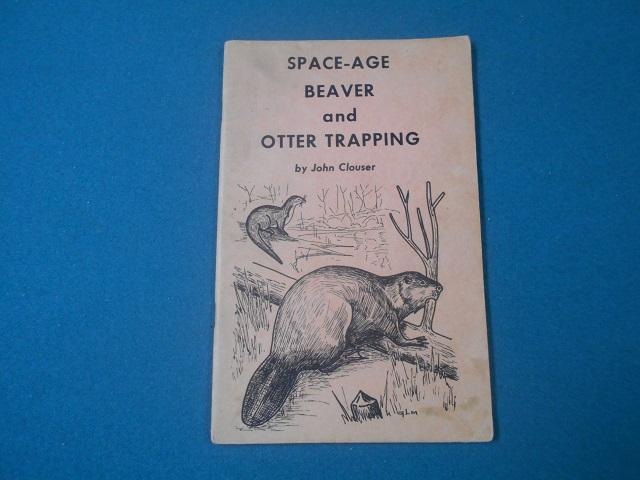 SPACE-AGE
BEAVER
and
OTTER TRAPPING
by John Clouser